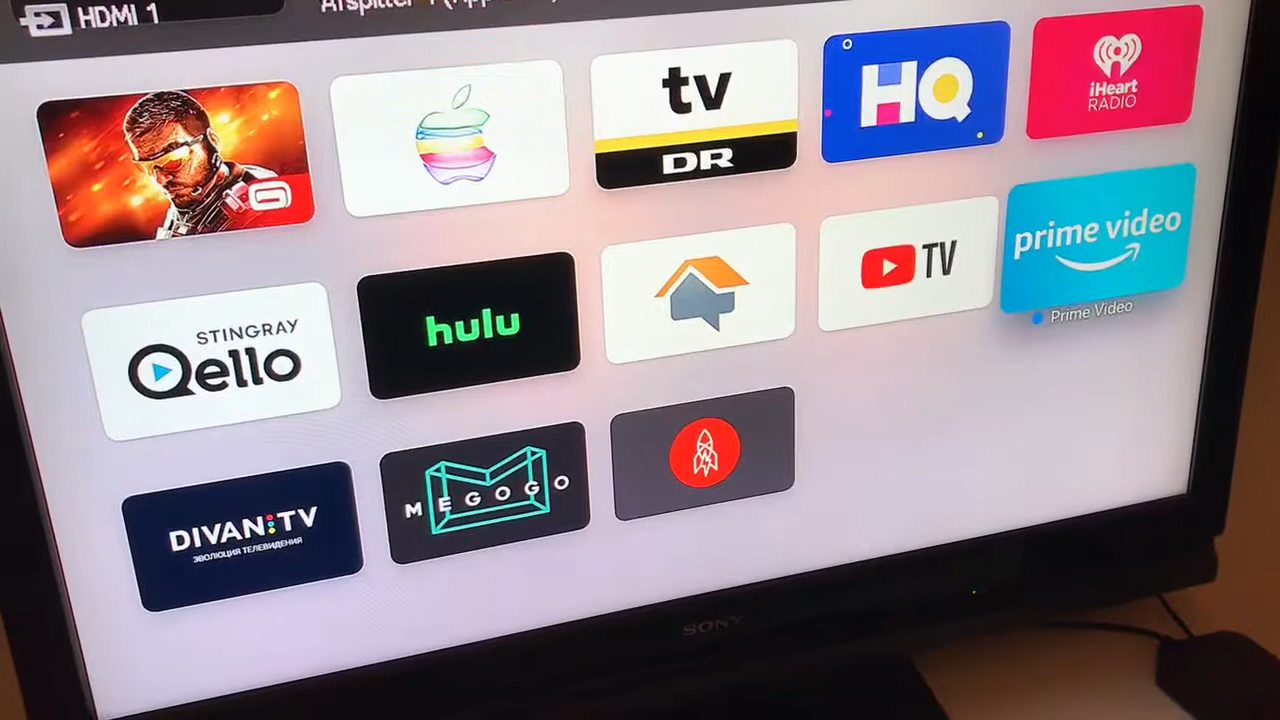 HDMI 1
tv
DR
HQ
iHeart
RADIO
STINGRAY
Qello
hulu
TV
prime video
Prime Video
DIVAN:TV
ЭВОЛЮЦИЯ ТЕЛЕВИДЕНИЯ
MEGOGO
SONY